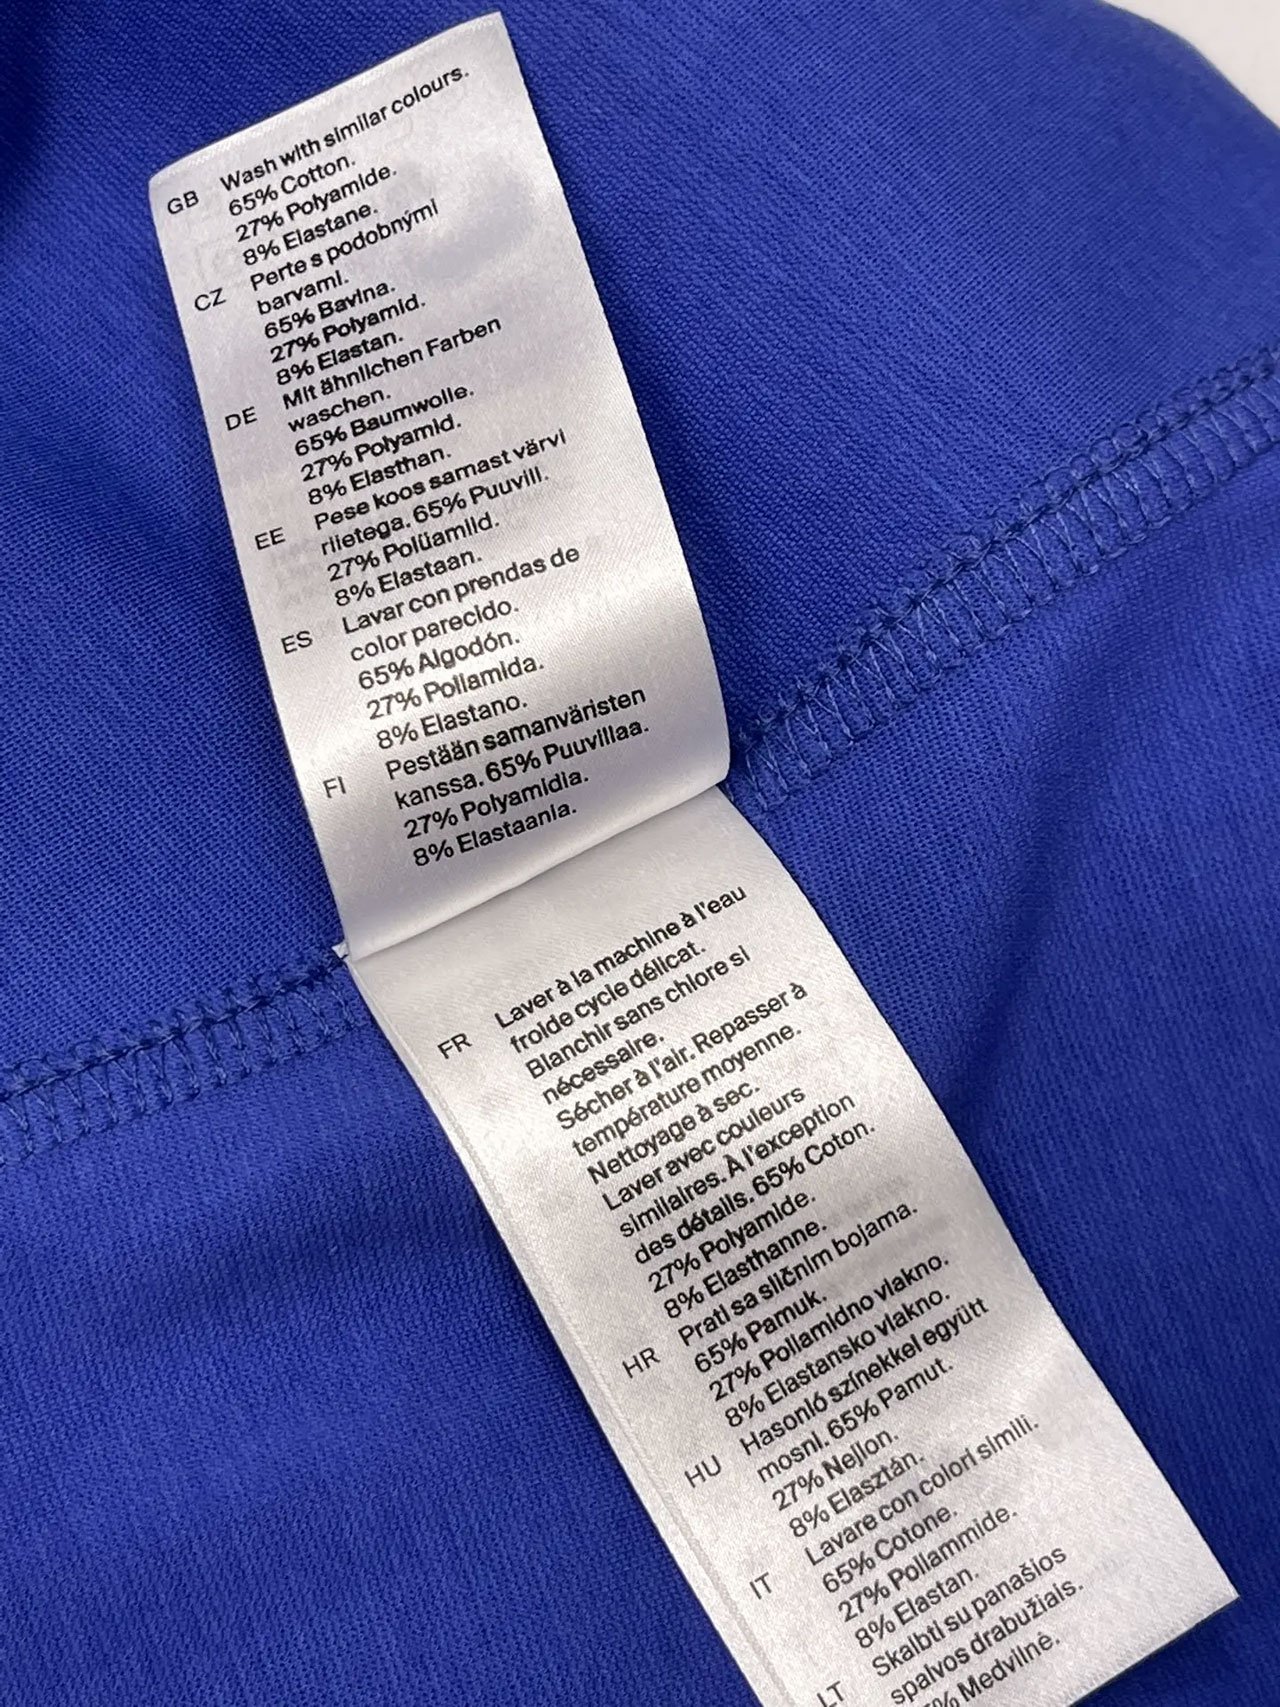 GB Wash with similar colours.
65% Cotton.
27% Polyamide.
8% Elastane.
CZ Perte s podobnými
barvami.
65% Bavlna.
27% Polyamid.
8% Elastan.
DE Mit ähnlichen Farben
waschen.
65% Baumwolle.
27% Polyamid.
8% Elasthan.
EE Pese koos samast värvi
riietega. 65% Puuvill.
27% Polüamiid.
8% Elastaan.
ES Lavar con prendas de
color parecido.
65% Algodón.
27% Poliamida.
8% Elastano.
FI Pestään samanväristen
kanssa. 65% Puuvillaa.
27% Polyamidia.
8% Elastaania.
FR Laver à la machine à l'eau
froide cycle délicat.
Blanchir sans chlore si
nécessaire.
Sécher à l'air. Repasser à
température moyenne.
Nettoyage à sec.
Laver avec couleurs
similaires. À l'exception
des détails. 65% Coton.
27% Polyamide.
8% Elasthanne.
HR Prati sa sličnim bojama.
65% Pamuk.
27% Poliamidno vlakno.
8% Elastansko vlakno.
HU Hasonló színekkel együtt
mosni. 65% Pamut.
27% Nejlon.
8% Elasztán.
IT Lavare con colori simili.
65% Cotone.
27% Poliammide.
8% Elastan.
LT Skalbti su panašios
spalvos drabužiais.
% Medvilnė.